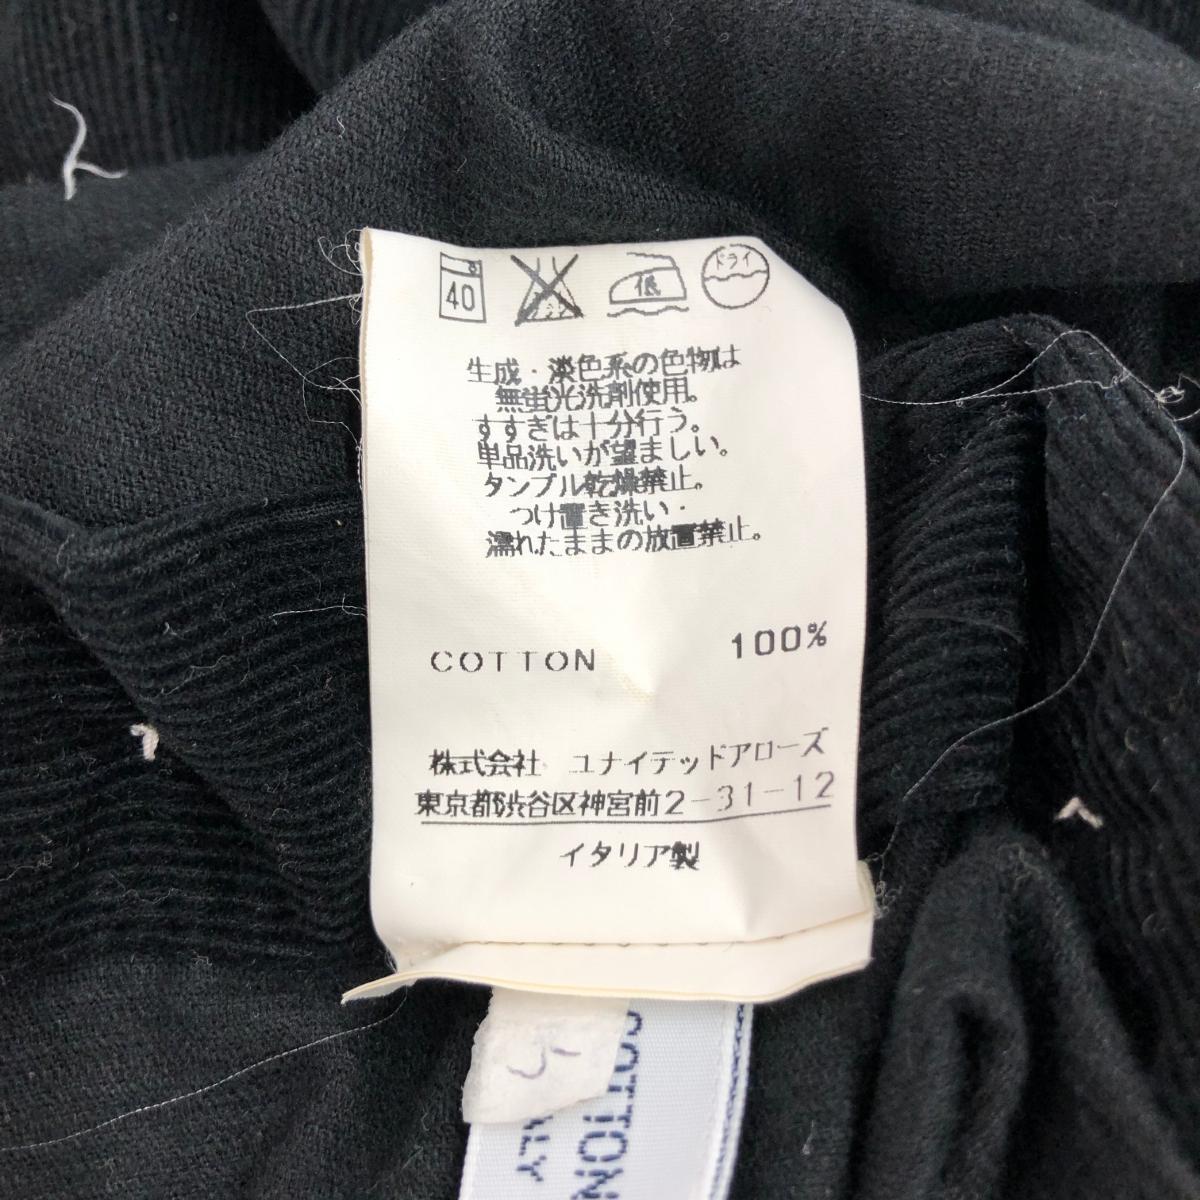 40 低 ドライ
生成・淡色系の色物は
無蛍光洗剤使用。
すすぎは十分行う。
単品洗いが望ましい。
タンブル乾燥禁止。
つけ置き洗い・
濡れたままの放置禁止。
COTTON 100%
株式会社 ユナイテッドアローズ
東京都渋谷区神宮前2-31-12
イタリア製
COTTON